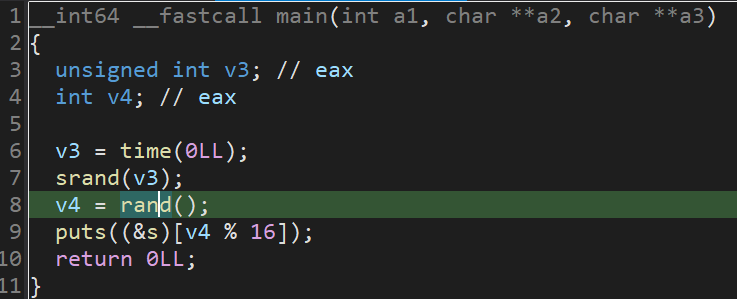 1 __int64 __fastcall main(int a1, char **a2, char **a3)
2 {
3   unsigned int v3; // eax
4   int v4; // eax
5
6   v3 = time(0LL);
7   srand(v3);
8   v4 = rand();
9   puts((&s)[v4 % 16]);
10   return 0LL;
11 }